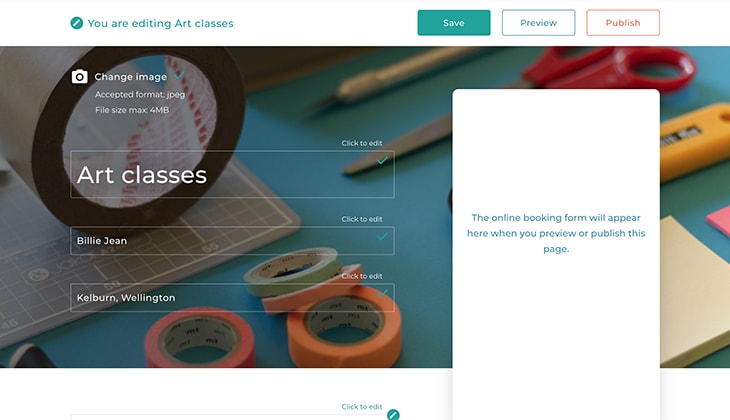 You are editing Art classes
Save
Preview
Publish
Change image
Accepted format: jpeg
File size max: 4MB
Click to edit
Art classes
Click to edit
Billie Jean
Click to edit
Kelburn, Wellington
The online booking form will appear
here when you preview or publish this
page.
Click to edit
mt
mt